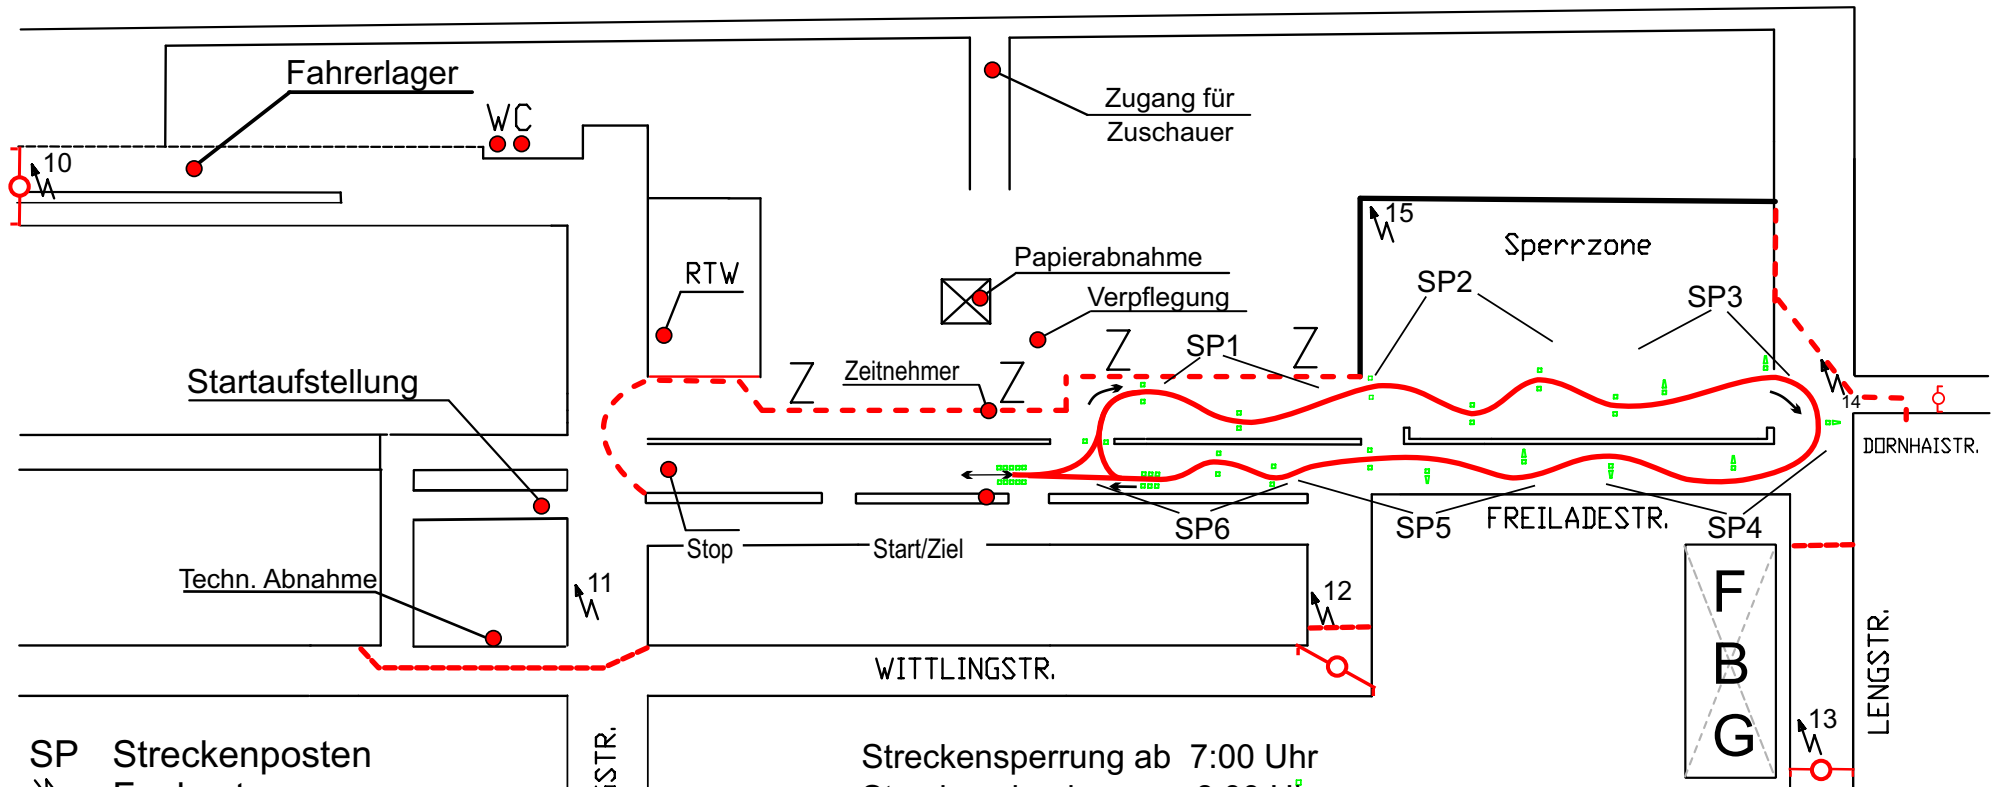 Fahrerlager
WC
Zugang für
Zuschauer
10
15
Sperrzone
RTW
Papierabnahme
Verpflegung
SP2
SP3
Z
Z
Z
Z
SP1
Zeitnehmer
Startaufstellung
14
DORNHAISTR.
FREILADESTR.
SP6
SP5
SP4
Stop
Start/Ziel
Techn. Abnahme
11
12
F
B
G
WITTLINGSTR.
LENGSTR.
13
SP Streckenposten
Streckensperrung ab 7:00 Uhr